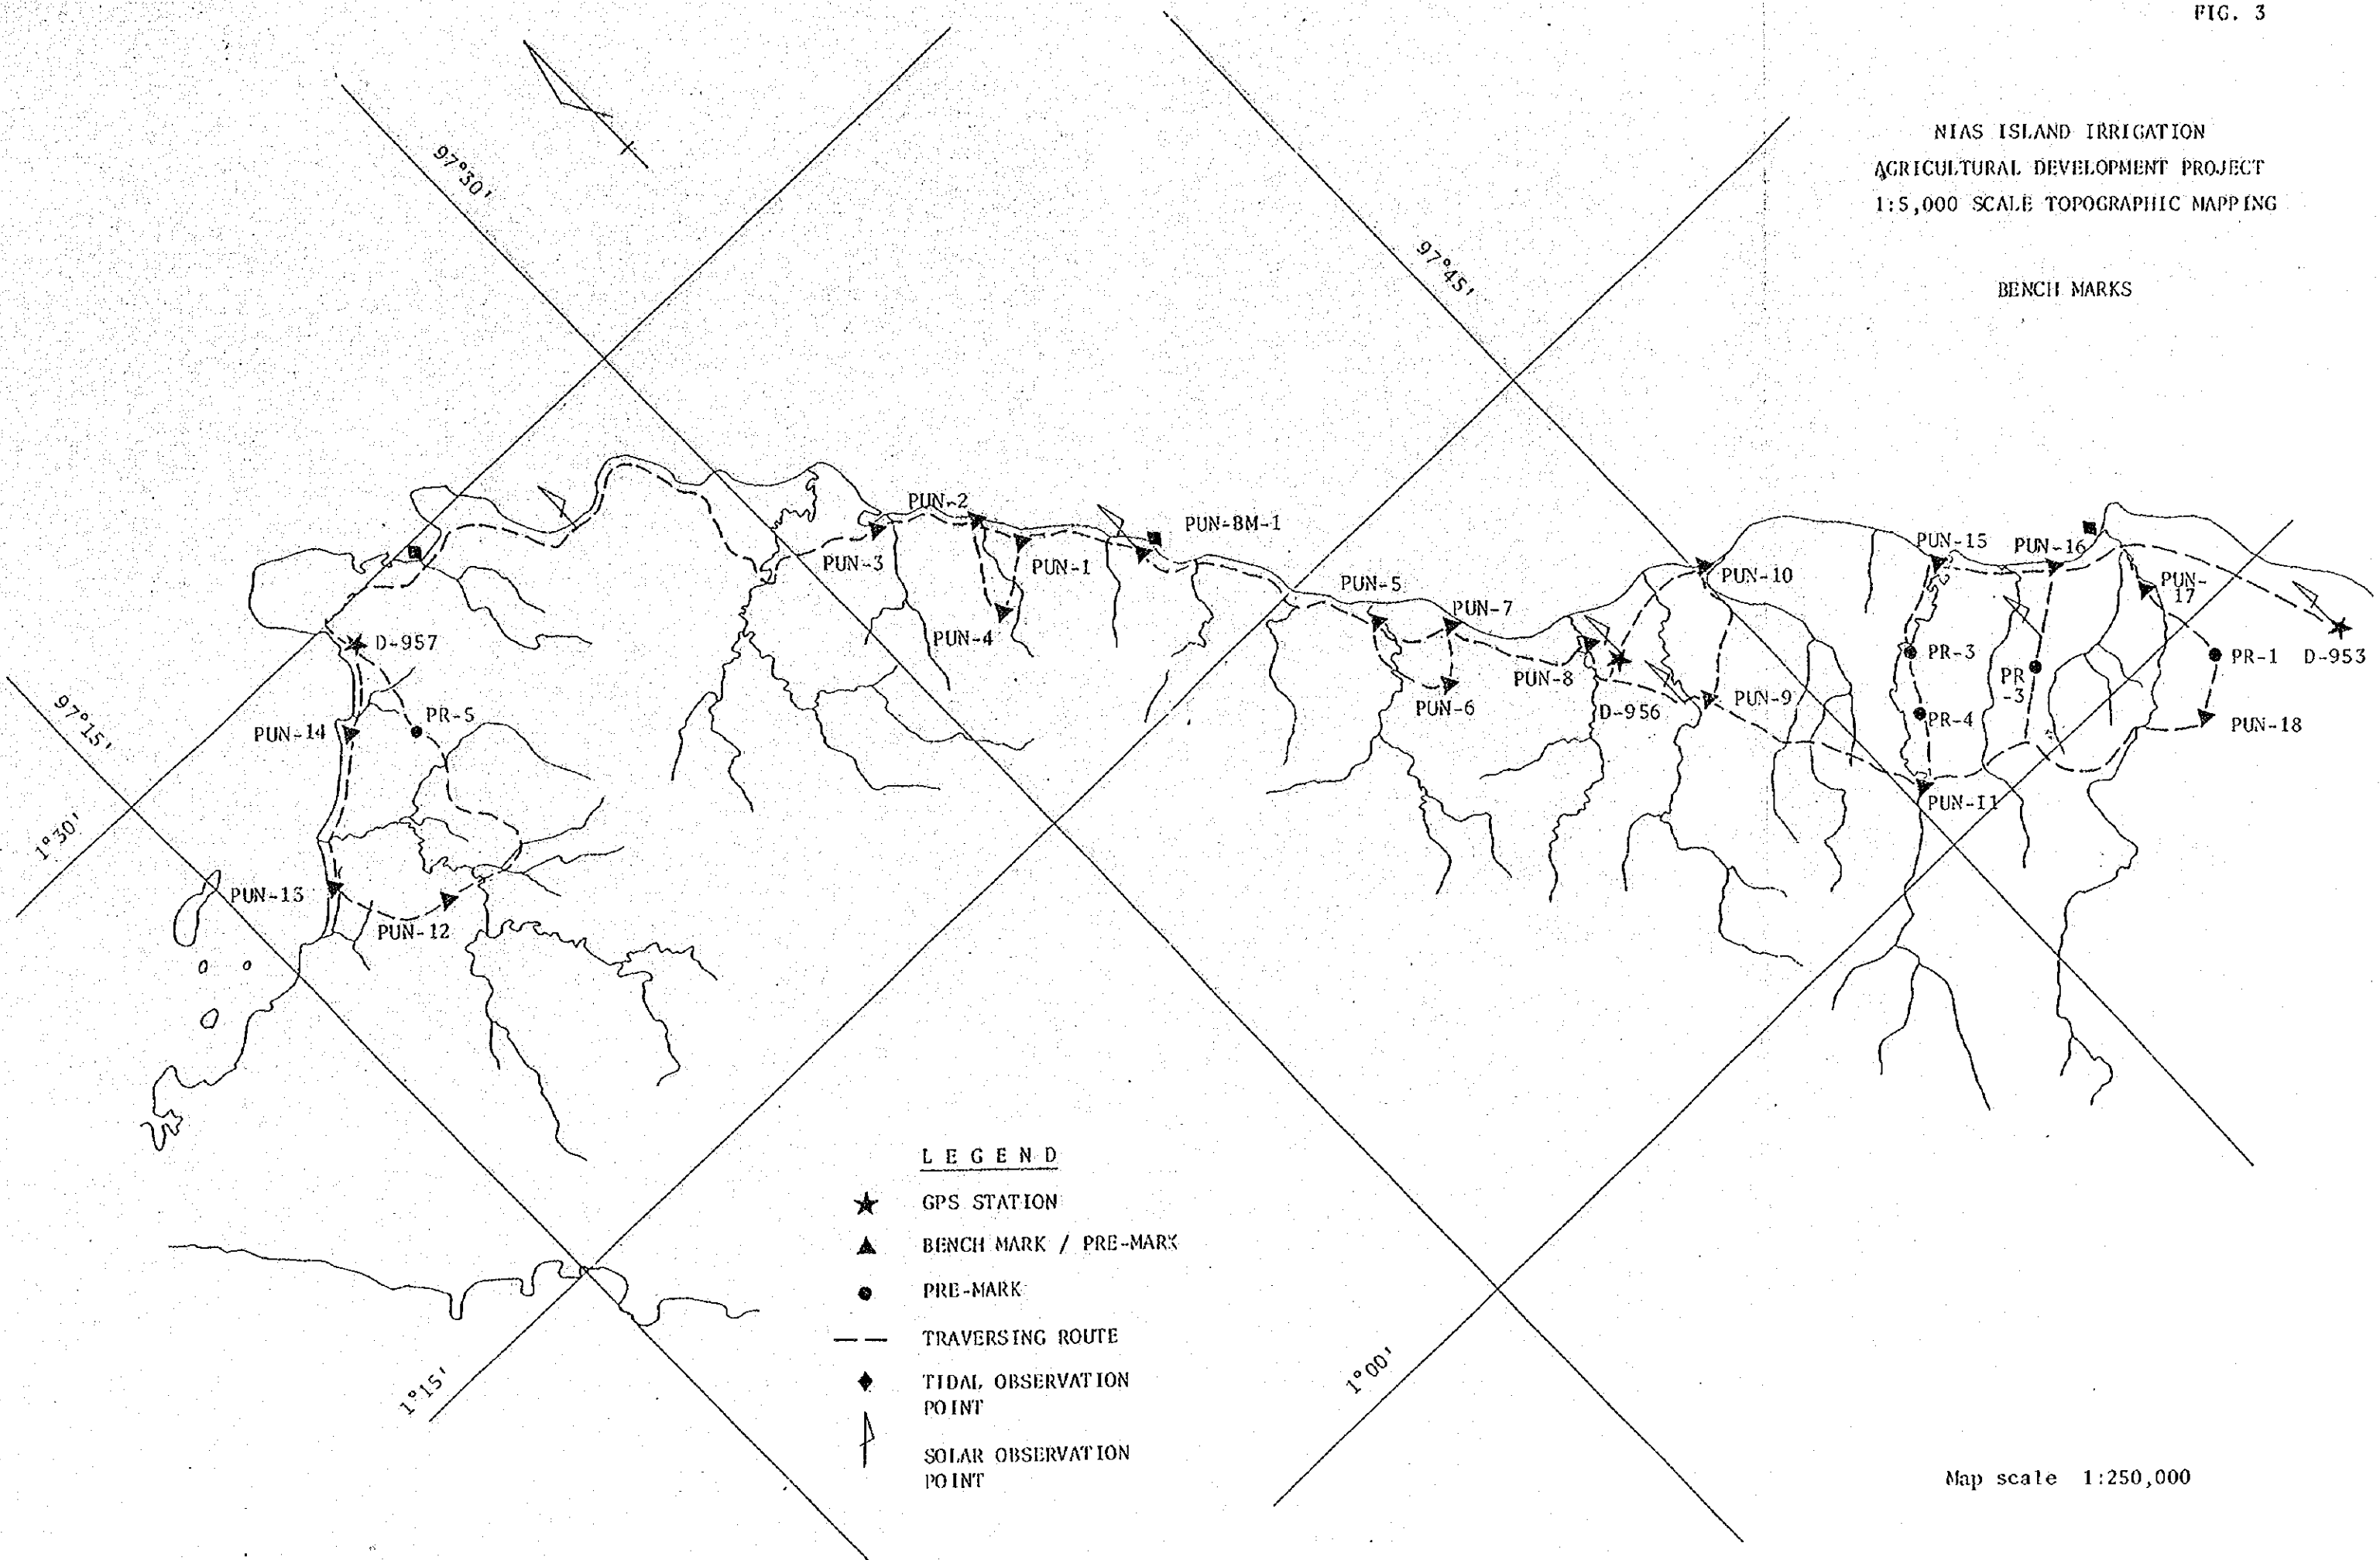 FIG. 3
NIAS ISLAND IRRIGATION
AGRICULTURAL DEVELOPMENT PROJECT
1:5,000 SCALE TOPOGRAPHIC MAPPING
BENCH MARKS
97°30'
97°45'
97°15'
1°30'
1°15'
1°00'
PUN-2
PUN-BM-1
PUN-3
PUN-1
PUN-4
PUN-5
PUN-7
PUN-10
PUN-15
PUN-16
PUN-
17
D-957
PR-3
PR
-3
PR-1
D-953
PUN-8
PUN-6
D-956
PUN-9
PR-4
PUN-18
PR-5
PUN-14
PUN-11
PUN-13
PUN-12
LEGEND
GPS STATION
BENCH MARK / PRE-MARK
PRE-MARK
TRAVERSING ROUTE
TIDAL OBSERVATION
POINT
SOLAR OBSERVATION
POINT
Map scale 1:250,000